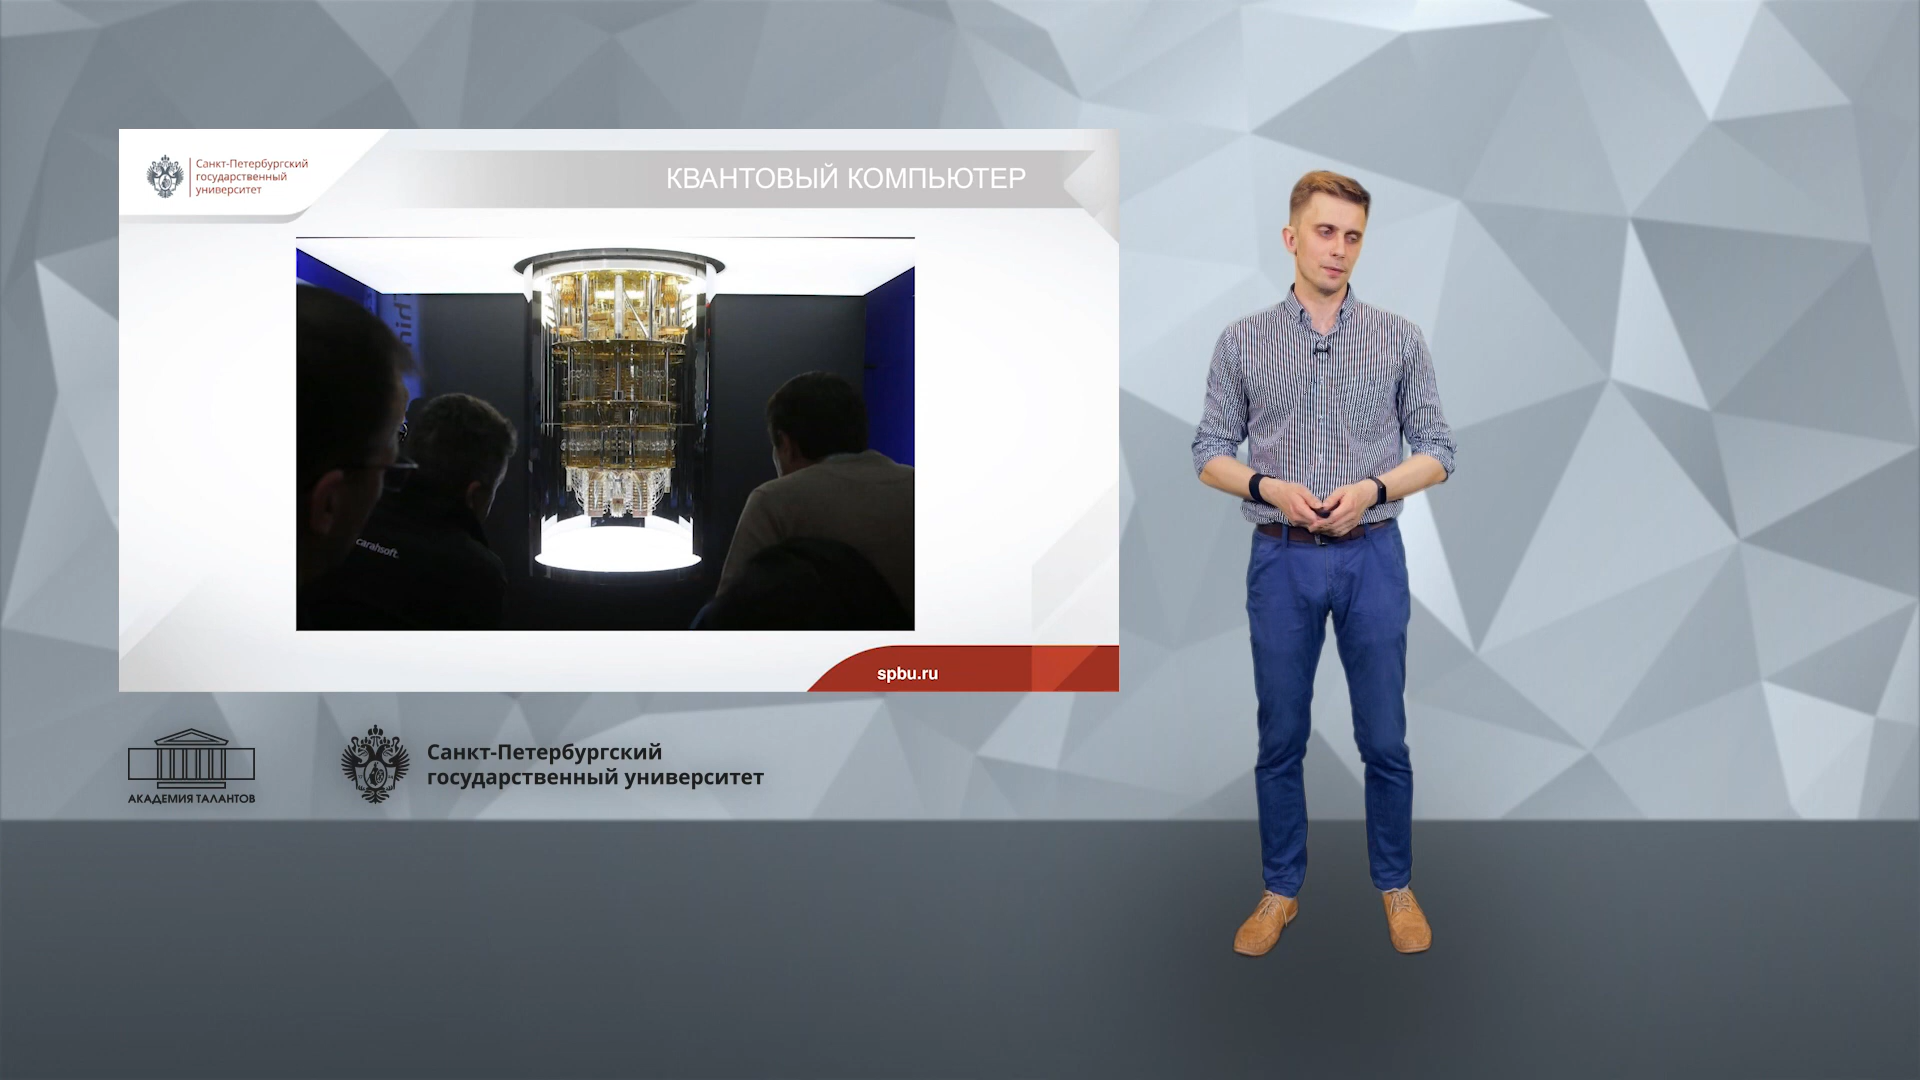 Санкт-Петербургский
государственный
университет
КВАНТОВЫЙ КОМПЬЮТЕР
carahsoft.
spbu.ru
АКАДЕМИЯ ТАЛАНТОВ
Санкт-Петербургский
государственный университет